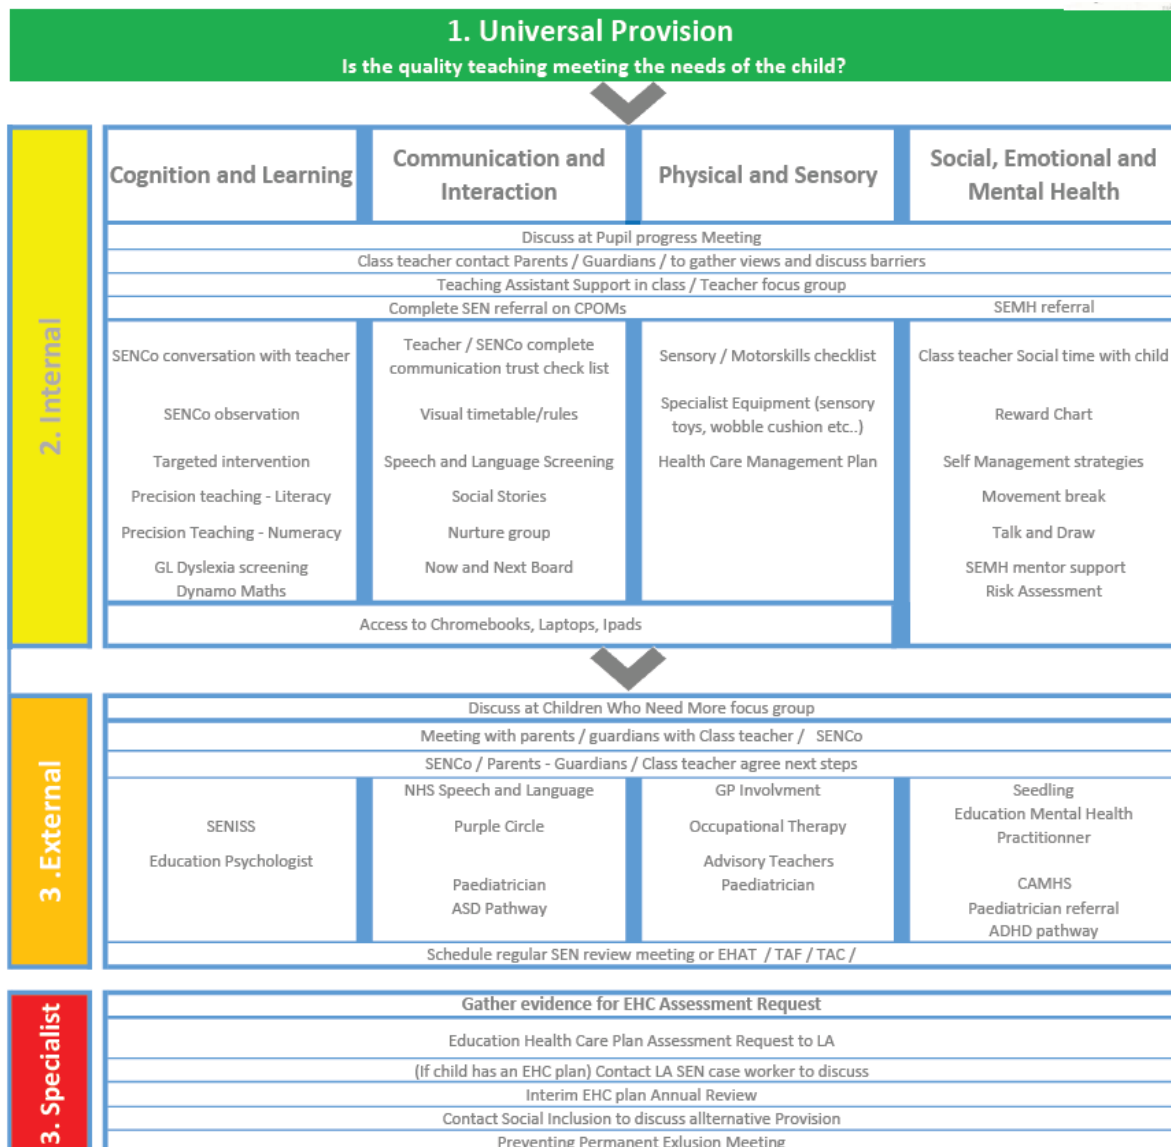 1. Universal Provision
Is the quality teaching meeting the needs of the child?
2. Internal
Cognition and Learning
Communication and
Interaction
Physical and Sensory
Social, Emotional and
Mental Health
Discuss at Pupil progress Meeting
Class teacher contact Parents / Guardians / to gather views and discuss barriers
Teaching Assistant Support in class / Teacher focus group
Complete SEN referral on CPOMs
SEMH referral
SENCo conversation with teacher
SENCo observation
Targeted intervention
Precision teaching - Literacy
Precision Teaching - Numeracy
GL Dyslexia screening
Dynamo Maths
Teacher / SENCo complete
communication trust check list
Visual timetable/rules
Speech and Language Screening
Social Stories
Nurture group
Now and Next Board
Sensory / Motorskills checklist
Specialist Equipment (sensory
toys, wobble cushion etc..)
Health Care Management Plan
Class teacher Social time with child
Reward Chart
Self Management strategies
Movement break
Talk and Draw
SEMH mentor support
Risk Assessment
Access to Chromebooks, Laptops, Ipads
3 .External
Discuss at Children Who Need More focus group
Meeting with parents / guardians with Class teacher / SENCo
SENCo / Parents - Guardians / Class teacher agree next steps
SENISS
Education Psychologist
NHS Speech and Language
Purple Circle
Paediatrician
ASD Pathway
GP Involvment
Occupational Therapy
Advisory Teachers
Paediatrician
Seedling
Education Mental Health
Practitionner
CAMHS
Paediatrician referral
ADHD pathway
Schedule regular SEN review meeting or EHAT / TAF / TAC /
3. Specialist
Gather evidence for EHC Assessment Request
Education Health Care Plan Assessment Request to LA
(If child has an EHC plan) Contact LA SEN case worker to discuss
Interim EHC plan Annual Review
Contact Social Inclusion to discuss allternative Provision
Preventing Permanent Exlusion Meeting